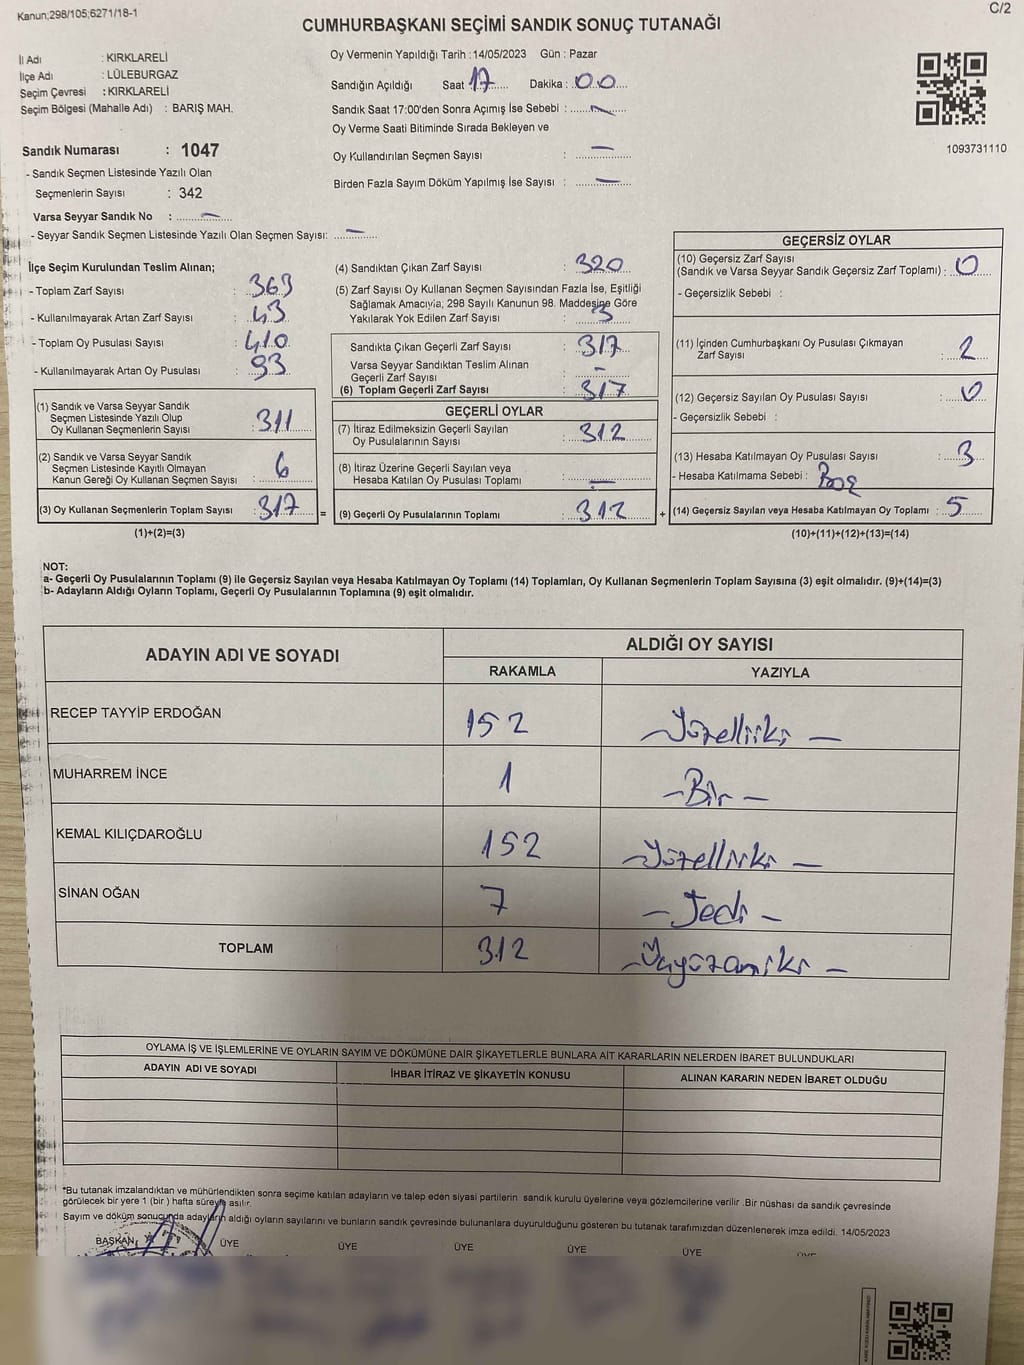 Kanun;298/105;6271/18-1
C/2
CUMHURBAŞKANI SEÇİMİ SANDIK SONUÇ TUTANAĞI
İl Adı : KIRKLARELİ
İlçe Adı : LÜLEBURGAZ
Seçim Çevresi : KIRKLARELİ
Seçim Bölgesi (Mahalle Adı) : BARIŞ MAH.
Sandık Numarası : 1047
- Sandık Seçmen Listesinde Yazılı Olan
Seçmenlerin Sayısı : 342
Varsa Seyyar Sandık No : —
- Seyyar Sandık Seçmen Listesinde Yazılı Olan Seçmen Sayısı: —
Oy Vermenin Yapıldığı Tarih : 14/05/2023 Gün : Pazar
Sandığın Açıldığı Saat 17 Dakika : 00
Sandık Saat 17:00'den Sonra Açımış İse Sebebi : —
Oy Verme Saati Bitiminde Sırada Bekleyen ve
Oy Kullandırılan Seçmen Sayısı : —
Birden Fazla Sayım Döküm Yapılmış İse Sayısı : —
1093731110
İlçe Seçim Kurulundan Teslim Alınan;
- Toplam Zarf Sayısı : 363
- Kullanılmayarak Artan Zarf Sayısı : 43
- Toplam Oy Pusulası Sayısı : 410
- Kullanılmayarak Artan Oy Pusulası : 93
(1) Sandık ve Varsa Seyyar Sandık
Seçmen Listesinde Yazılı Olup
Oy Kullanan Seçmenlerin Sayısı : 311
(2) Sandık ve Varsa Seyyar Sandık
Seçmen Listesinde Kayıtlı Olmayan
Kanun Gereği Oy Kullanan Seçmen Sayısı : 6
(3) Oy Kullanan Seçmenlerin Toplam Sayısı : 317 =
(1)+(2)=(3)
(4) Sandıktan Çıkan Zarf Sayısı : 320
(5) Zarf Sayısı Oy Kullanan Seçmen Sayısından Fazla İse, Eşitliği
Sağlamak Amacıyla; 298 Sayılı Kanunun 98. Maddesine Göre
Yakılarak Yok Edilen Zarf Sayısı : 3
Sandıkta Çıkan Geçerli Zarf Sayısı : 317
Varsa Seyyar Sandıktan Teslim Alınan
Geçerli Zarf Sayısı : -
(6) Toplam Geçerli Zarf Sayısı : 317
GEÇERLİ OYLAR
(7) İtiraz Edilmeksizin Geçerli Sayılan
Oy Pusulalarının Sayısı : 312
(8) İtiraz Üzerine Geçerli Sayılan veya
Hesaba Katılan Oy Pusulası Toplamı : —
(9) Geçerli Oy Pusulalarının Toplamı : 312 +
GEÇERSİZ OYLAR
(10) Geçersiz Zarf Sayısı
(Sandık ve Varsa Seyyar Sandık Geçersiz Zarf Toplamı) : 0
- Geçersizlik Sebebi :
(11) İçinden Cumhurbaşkanı Oy Pusulası Çıkmayan
Zarf Sayısı : 2
(12) Geçersiz Sayılan Oy Pusulası Sayısı : 0
- Geçersizlik Sebebi :
(13) Hesaba Katılmayan Oy Pusulası Sayısı : 3
- Hesaba Katılmama Sebebi : Boş
(14) Geçersiz Sayılan veya Hesaba Katılmayan Oy Toplamı : 5
(10)+(11)+(12)+(13)=(14)
NOT:
a- Geçerli Oy Pusulalarının Toplamı (9) ile Geçersiz Sayılan veya Hesaba Katılmayan Oy Toplamı (14) Toplamları, Oy Kullanan Seçmenlerin Toplam Sayısına (3) eşit olmalıdır. (9)+(14)=(3)
b- Adayların Aldığı Oyların Toplamı, Geçerli Oy Pusulalarının Toplamına (9) eşit olmalıdır.
ADAYIN ADI VE SOYADI ALDIĞI OY SAYISI
RAKAMLA YAZIYLA
RECEP TAYYİP ERDOĞAN 152 Yüzelliiki —
MUHARREM İNCE 1 -Bir-
KEMAL KILIÇDAROĞLU 152 Yüzelliiki —
SİNAN OĞAN 7 -Yedi-
TOPLAM 312 -Üçyüzoniki-
OYLAMA İŞ VE İŞLEMLERİNE VE OYLARIN SAYIM VE DÖKÜMÜNE DAİR ŞİKAYETLERLE BUNLARA AİT KARARLARIN NELERDEN İBARET BULUNDUKLARI
ADAYIN ADI VE SOYADI İHBAR İTİRAZ VE ŞİKAYETİN KONUSU ALINAN KARARIN NEDEN İBARET OLDUĞU
*Bu tutanak imzalandıktan ve mühürlendikten sonra seçime katılan adayların ve talep eden siyasi partilerin sandık kurulu üyelerine veya gözlemcilerine verilir .Bir nüshası da sandık çevresinde
görülecek bir yere 1 (bir ) hafta süreyle asılır.
Sayım ve döküm sonucunda adayların aldığı oyların sayılarını ve bunların sandık çevresinde bulunanlara duyurulduğunu gösteren bu tutanak tarafımızdan düzenlenerek imza edildi. 14/05/2023
BAŞKAN ÜYE ÜYE ÜYE ÜYE ÜYE